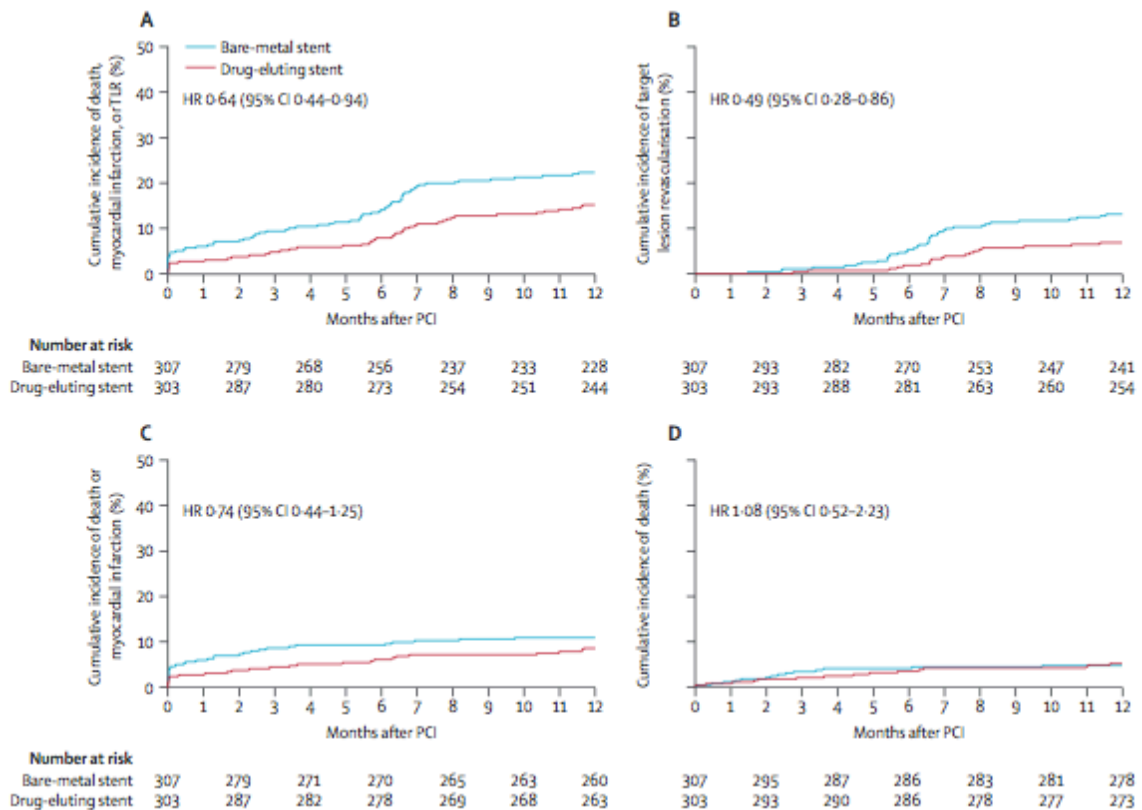 A
Cumulative incidence of death,
myocardial infarction, or TLR (%)
50
40
30
20
10
0
Bare-metal stent
Drug-eluting stent
HR 0·64 (95% CI 0·44–0·94)
0 1 2 3 4 5 6 7 8 9 10 11 12
Months after PCI
B
Cumulative incidence of target
lesion revascularisation (%)
HR 0·49 (95% CI 0·28–0·86)
0 1 2 3 4 5 6 7 8 9 10 11 12
Months after PCI
Number at risk
Bare-metal stent 307 279 268 256 237 233 228 307 293 282 270 253 247 241
Drug-eluting stent 303 287 280 273 254 251 244 303 293 288 281 263 260 254
C
Cumulative incidence of death or
myocardial infarction (%)
50
40
30
20
10
0
HR 0·74 (95% CI 0·44–1·25)
0 1 2 3 4 5 6 7 8 9 10 11 12
Months after PCI
D
Cumulative incidence of death (%)
HR 1·08 (95% CI 0·52–2·23)
0 1 2 3 4 5 6 7 8 9 10 11 12
Months after PCI
Number at risk
Bare-metal stent 307 279 271 270 265 263 260 307 295 287 286 283 281 278
Drug-eluting stent 303 287 282 278 269 268 263 303 293 290 286 278 277 273